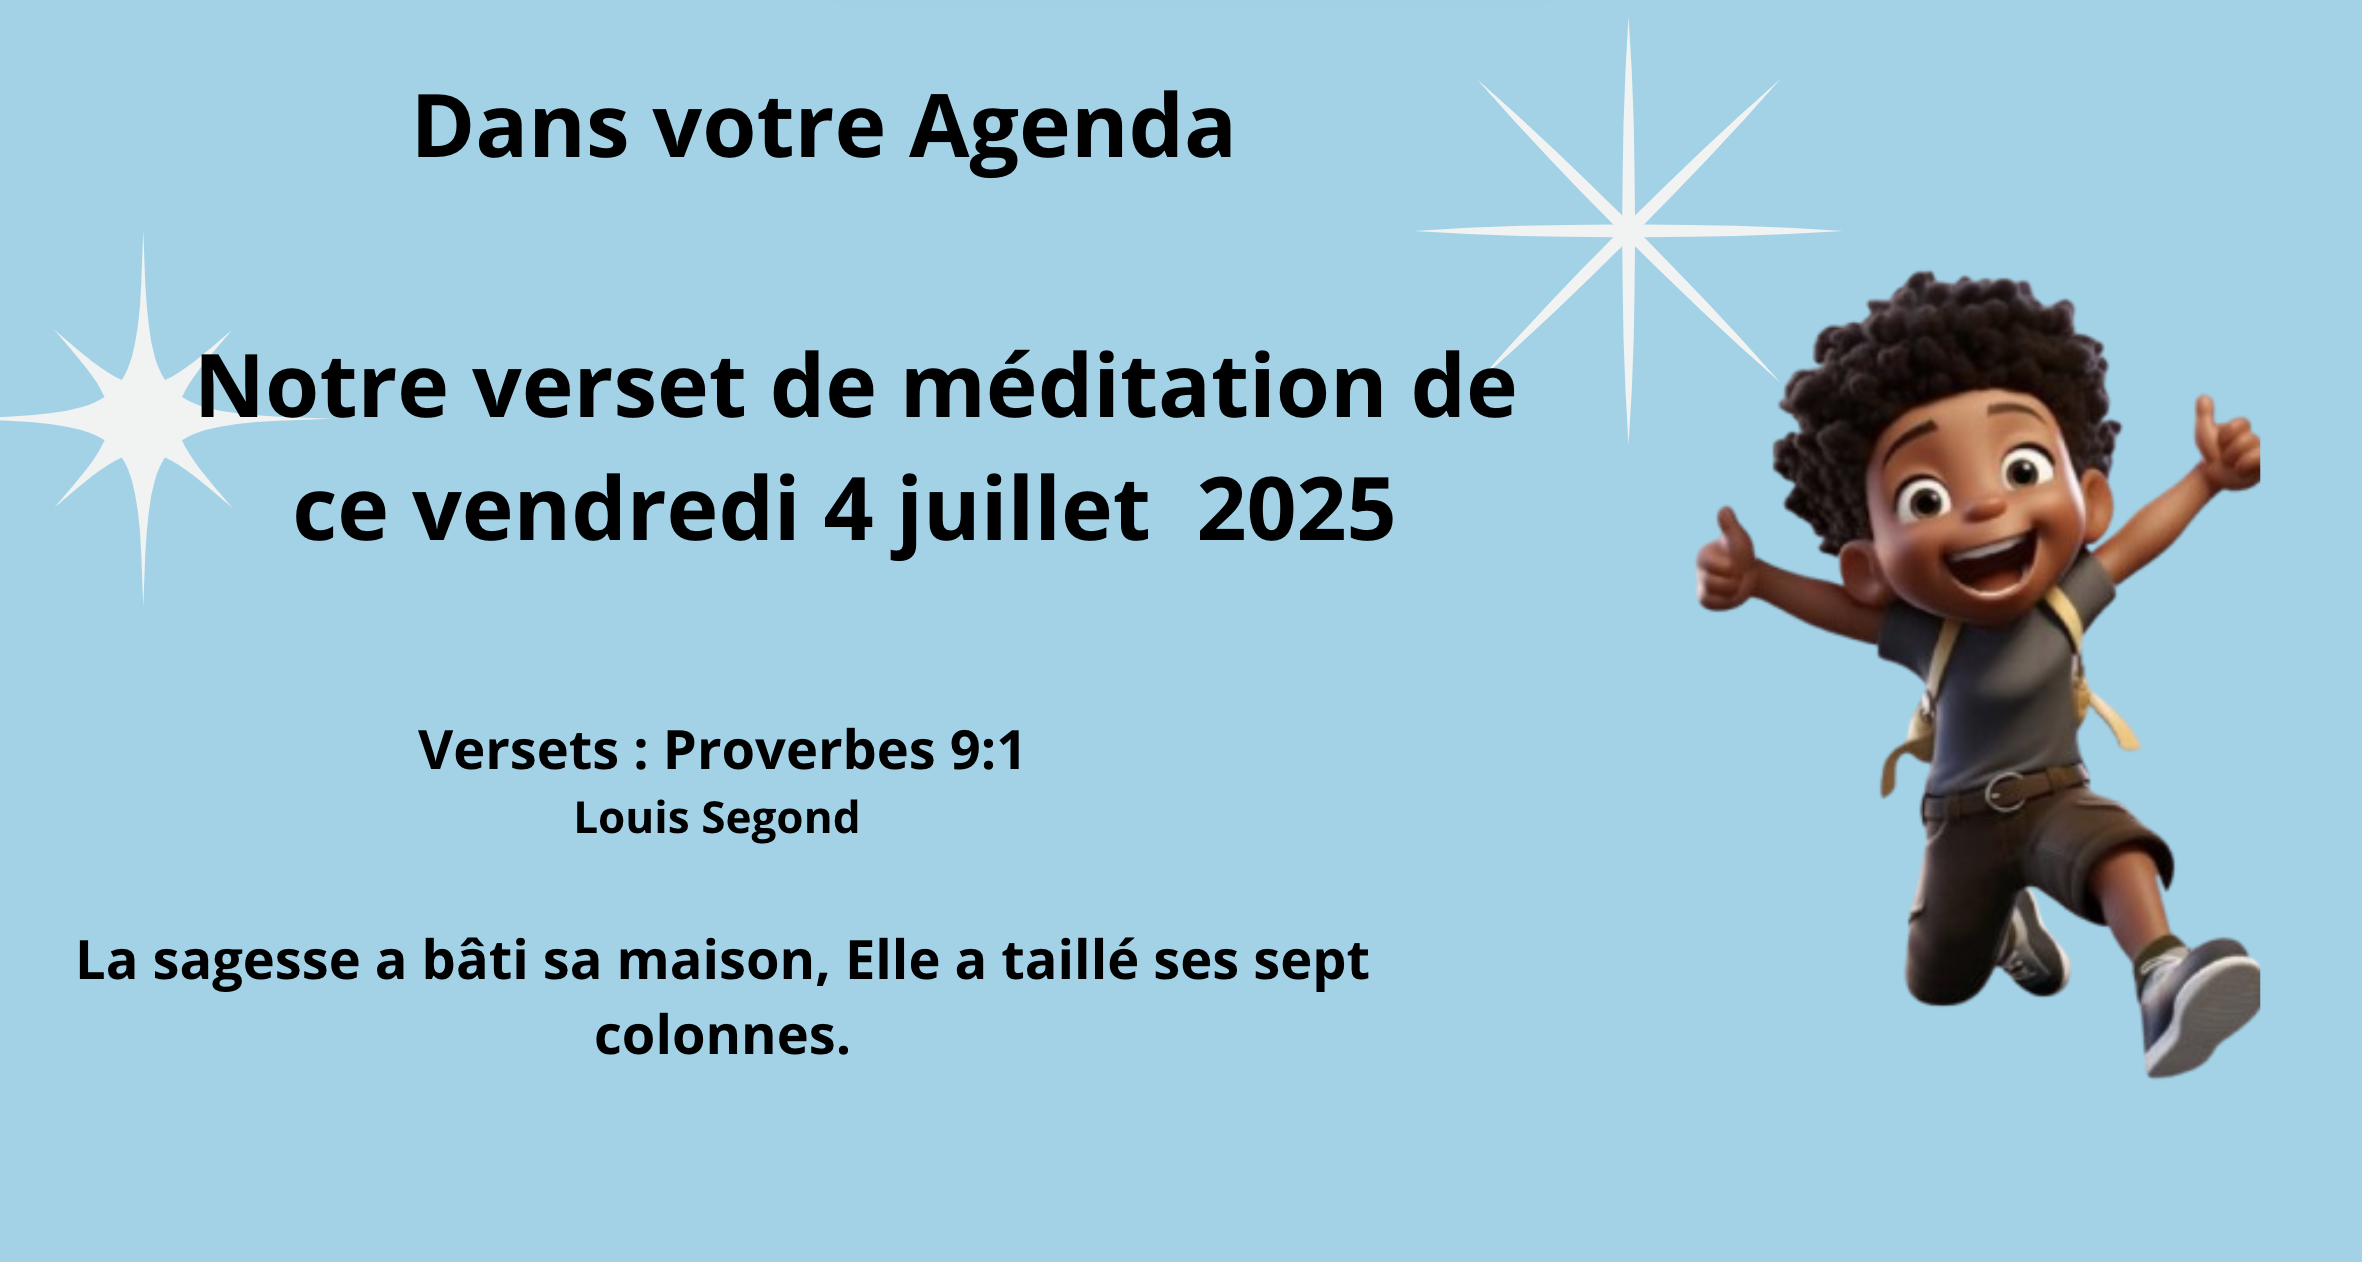 Dans votre Agenda
Notre verset de méditation de
ce vendredi 4 juillet  2025
Versets : Proverbes 9:1
Louis Segond
La sagesse a bâti sa maison, Elle a taillé ses sept
colonnes.